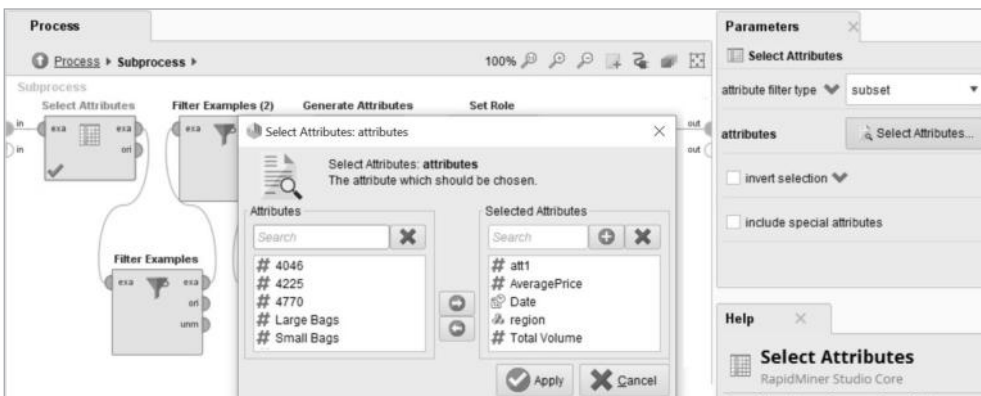 Process
Parameters
Process ▸ Subprocess ▸
100%
Select Attributes
Subprocess
Select Attributes
Filter Examples (2)
Generate Attributes
Set Role
attribute filter type
subset
in
exa
exa
exa
out
in
ori
out
Select Attributes: attributes
attributes
Select Attributes...
Select Attributes: attributes
The attribute which should be chosen.
invert selection
include special attributes
Attributes
Selected Attributes
Search
Search
Filter Examples
exa
exa
ori
unm
# 4046
# 4225
# 4770
# Large Bags
# Small Bags
# att1
# AveragePrice
Date
region
# Total Volume
Apply
Cancel
Help
Select Attributes
RapidMiner Studio Core